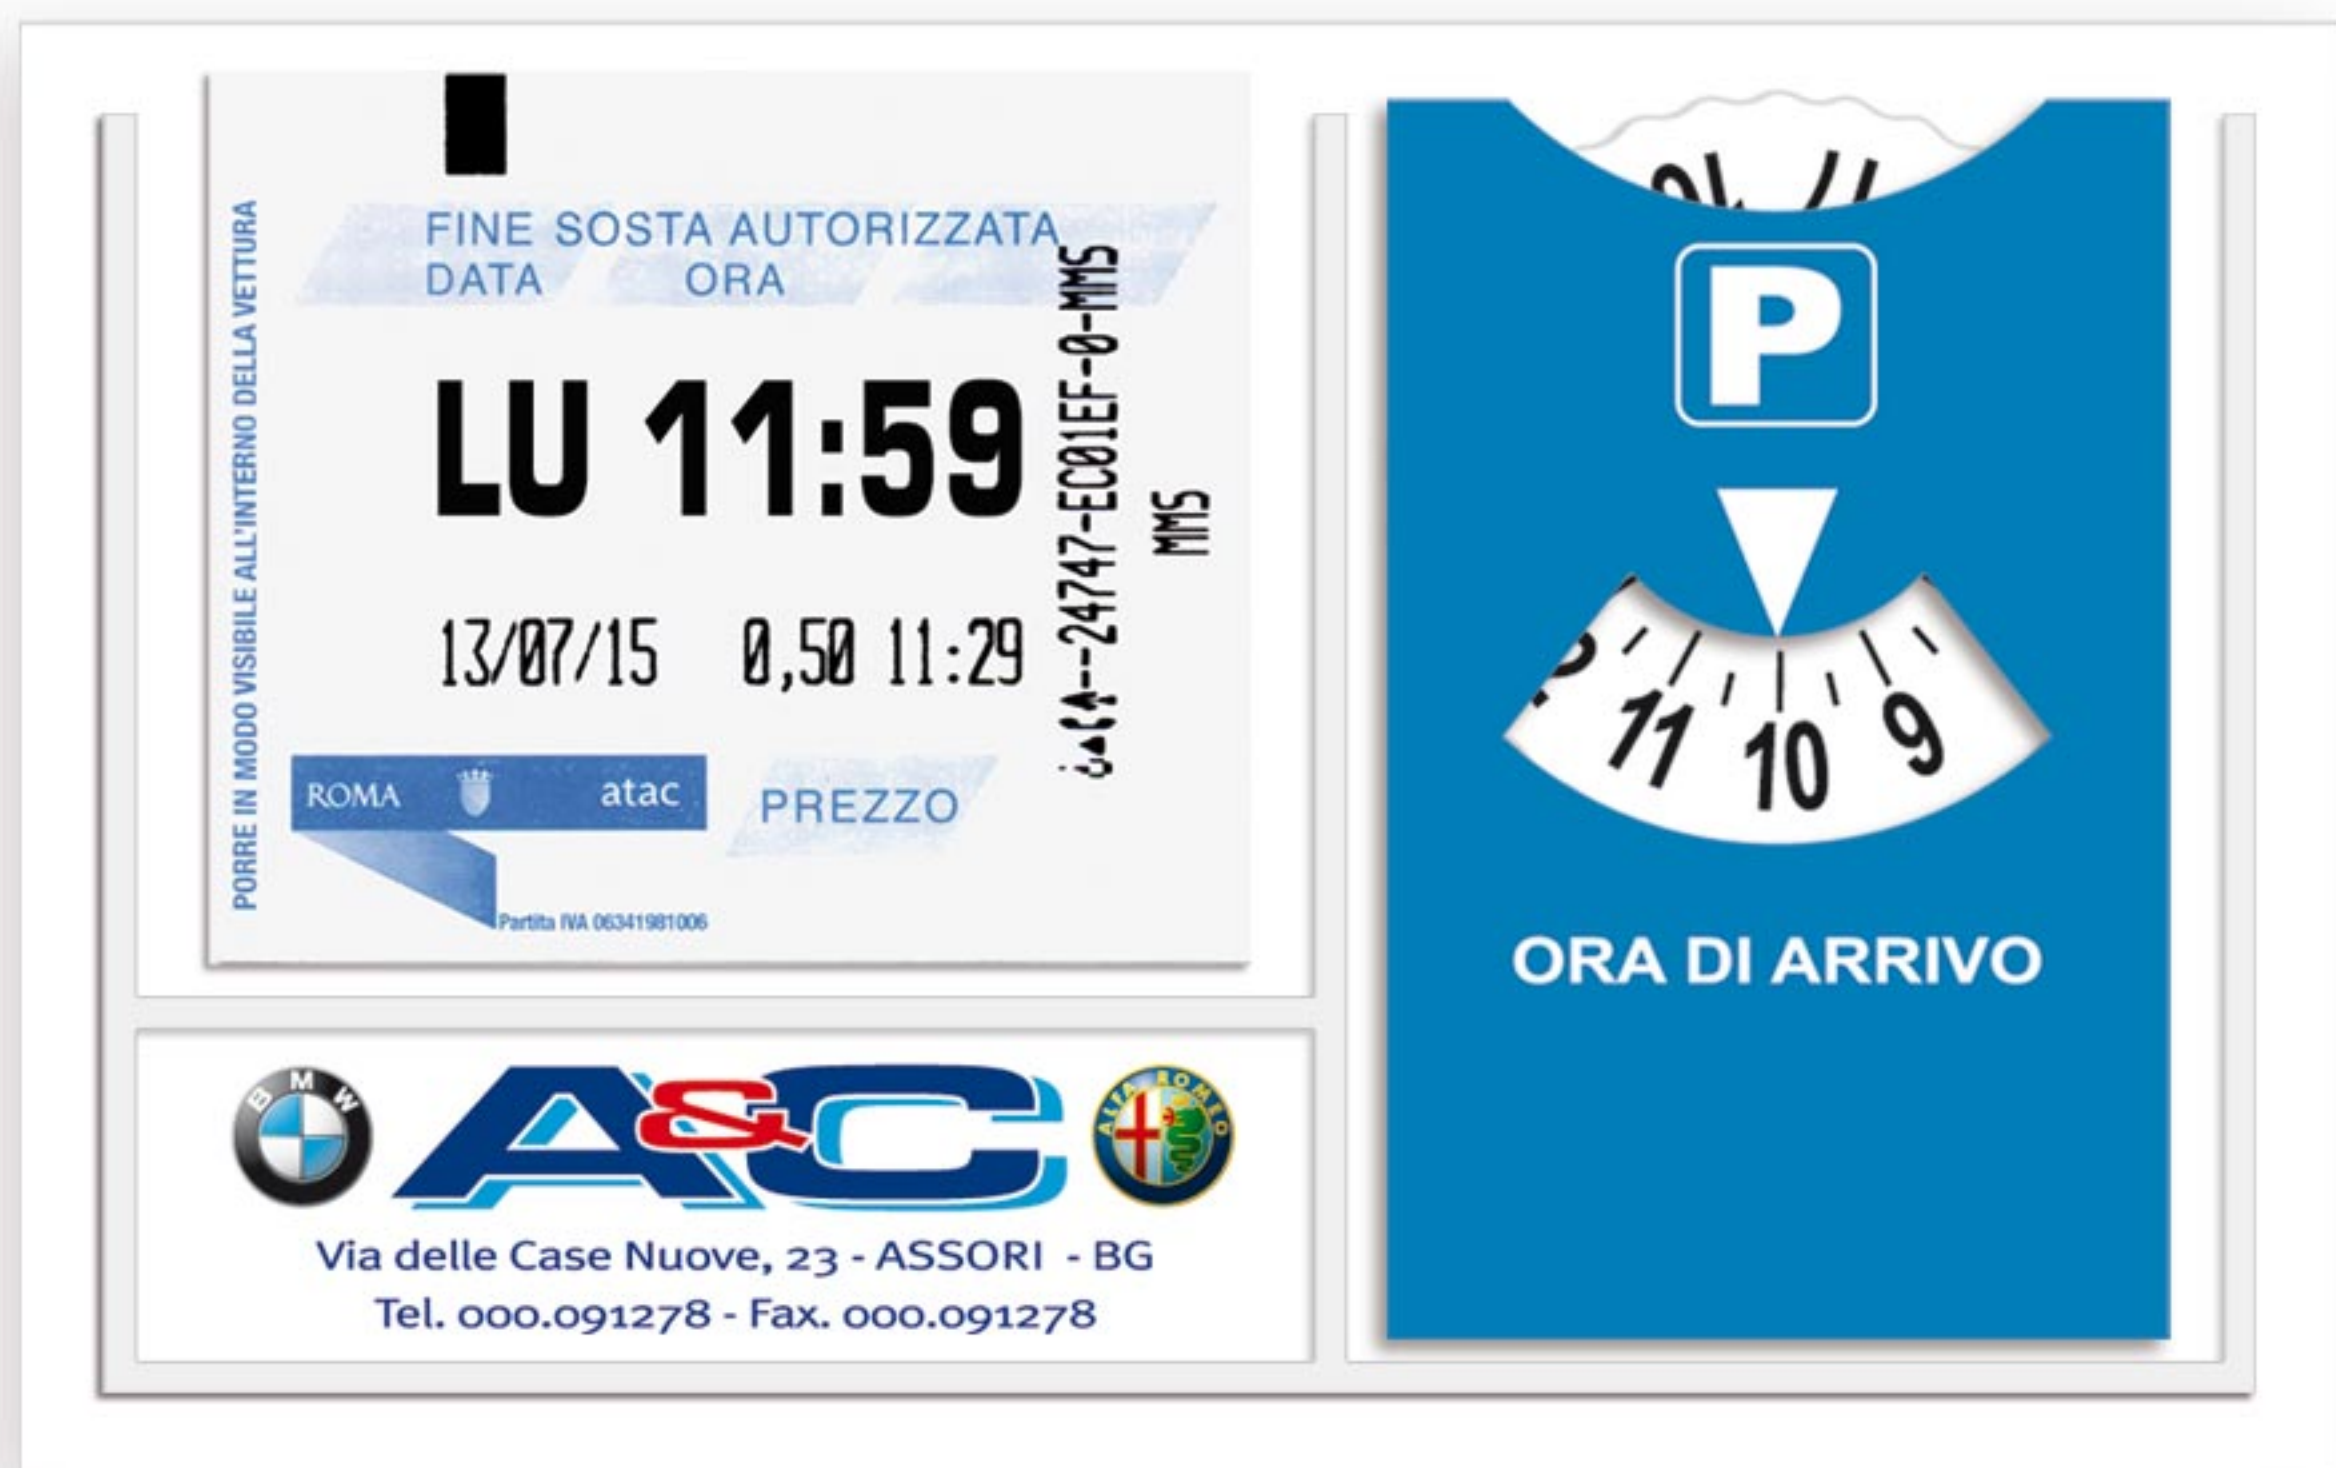 PORRE IN MODO VISIBILE ALL'INTERNO DELLA VETTURA
FINE SOSTA AUTORIZZATA
DATA ORA
LU 11:59
13/07/15 0,50 11:29
24747-EC01EF-0-MMS
MMS
ROMA atac
PREZZO
Partita IVA 06341981006
BMW
A&C
ALFA ROMEO
Via delle Case Nuove, 23 - ASSORI - BG
Tel. 000.091278 - Fax. 000.091278
P
11 10 9
ORA DI ARRIVO